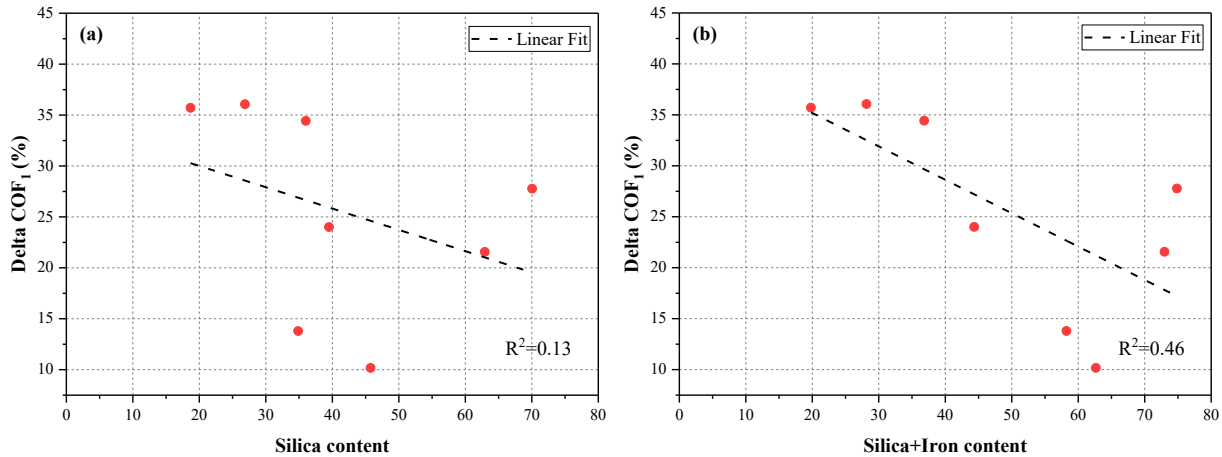 (a)
Linear Fit
45
40
35
30
25
20
15
10
Delta COF₁ (%)
R²=0.13
0 10 20 30 40 50 60 70 80
Silica content
(b)
Linear Fit
45
40
35
30
25
20
15
10
Delta COF₁ (%)
R²=0.46
0 10 20 30 40 50 60 70 80
Silica+Iron content